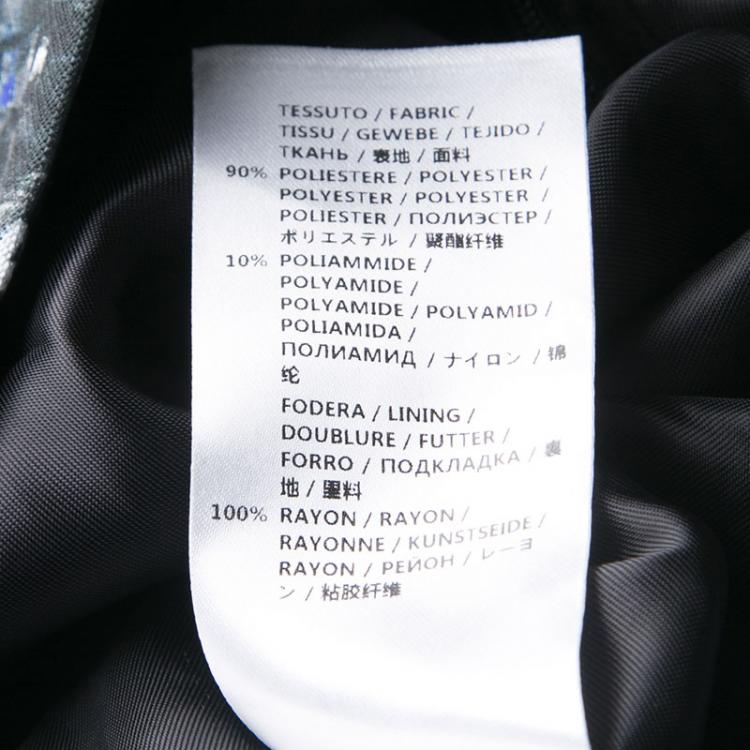 TESSUTO / FABRIC /
TISSU / GEWEBE / TEJIDO /
ТКАНЬ / 表地 / 面料
90% POLIESTERE / POLYESTER /
POLYESTER / POLYESTER /
POLIESTER / ПОЛИЭСТЕР /
ポリエステル / 聚酯纤维
10% POLIAMMIDE /
POLYAMIDE /
POLYAMIDE / POLYAMID /
POLIAMIDA /
ПОЛИАМИД / ナイロン / 锦
纶
FODERA / LINING /
DOUBLURE / FUTTER /
FORRO / ПОДКЛАДКА / 裏
地 / 里料
100% RAYON / RAYON /
RAYONNE / KUNSTSEIDE /
RAYON / РЕЙОН / レーヨ
ン / 粘胶纤维